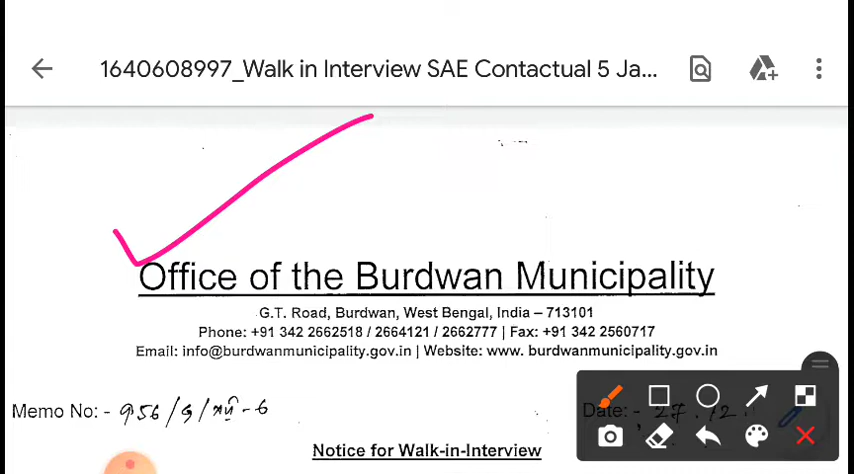 1640608997_Walk in Interview SAE Contactual 5 Ja...
Office of the Burdwan Municipality
G.T. Road, Burdwan, West Bengal, India – 713101
Phone: +91 342 2662518 / 2664121 / 2662777 | Fax: +91 342 2560717
Email: info@burdwanmunicipality.gov.in | Website: www. burdwanmunicipality.gov.in
Memo No: -
Date: - 27.12.
Notice for Walk-in-Interview